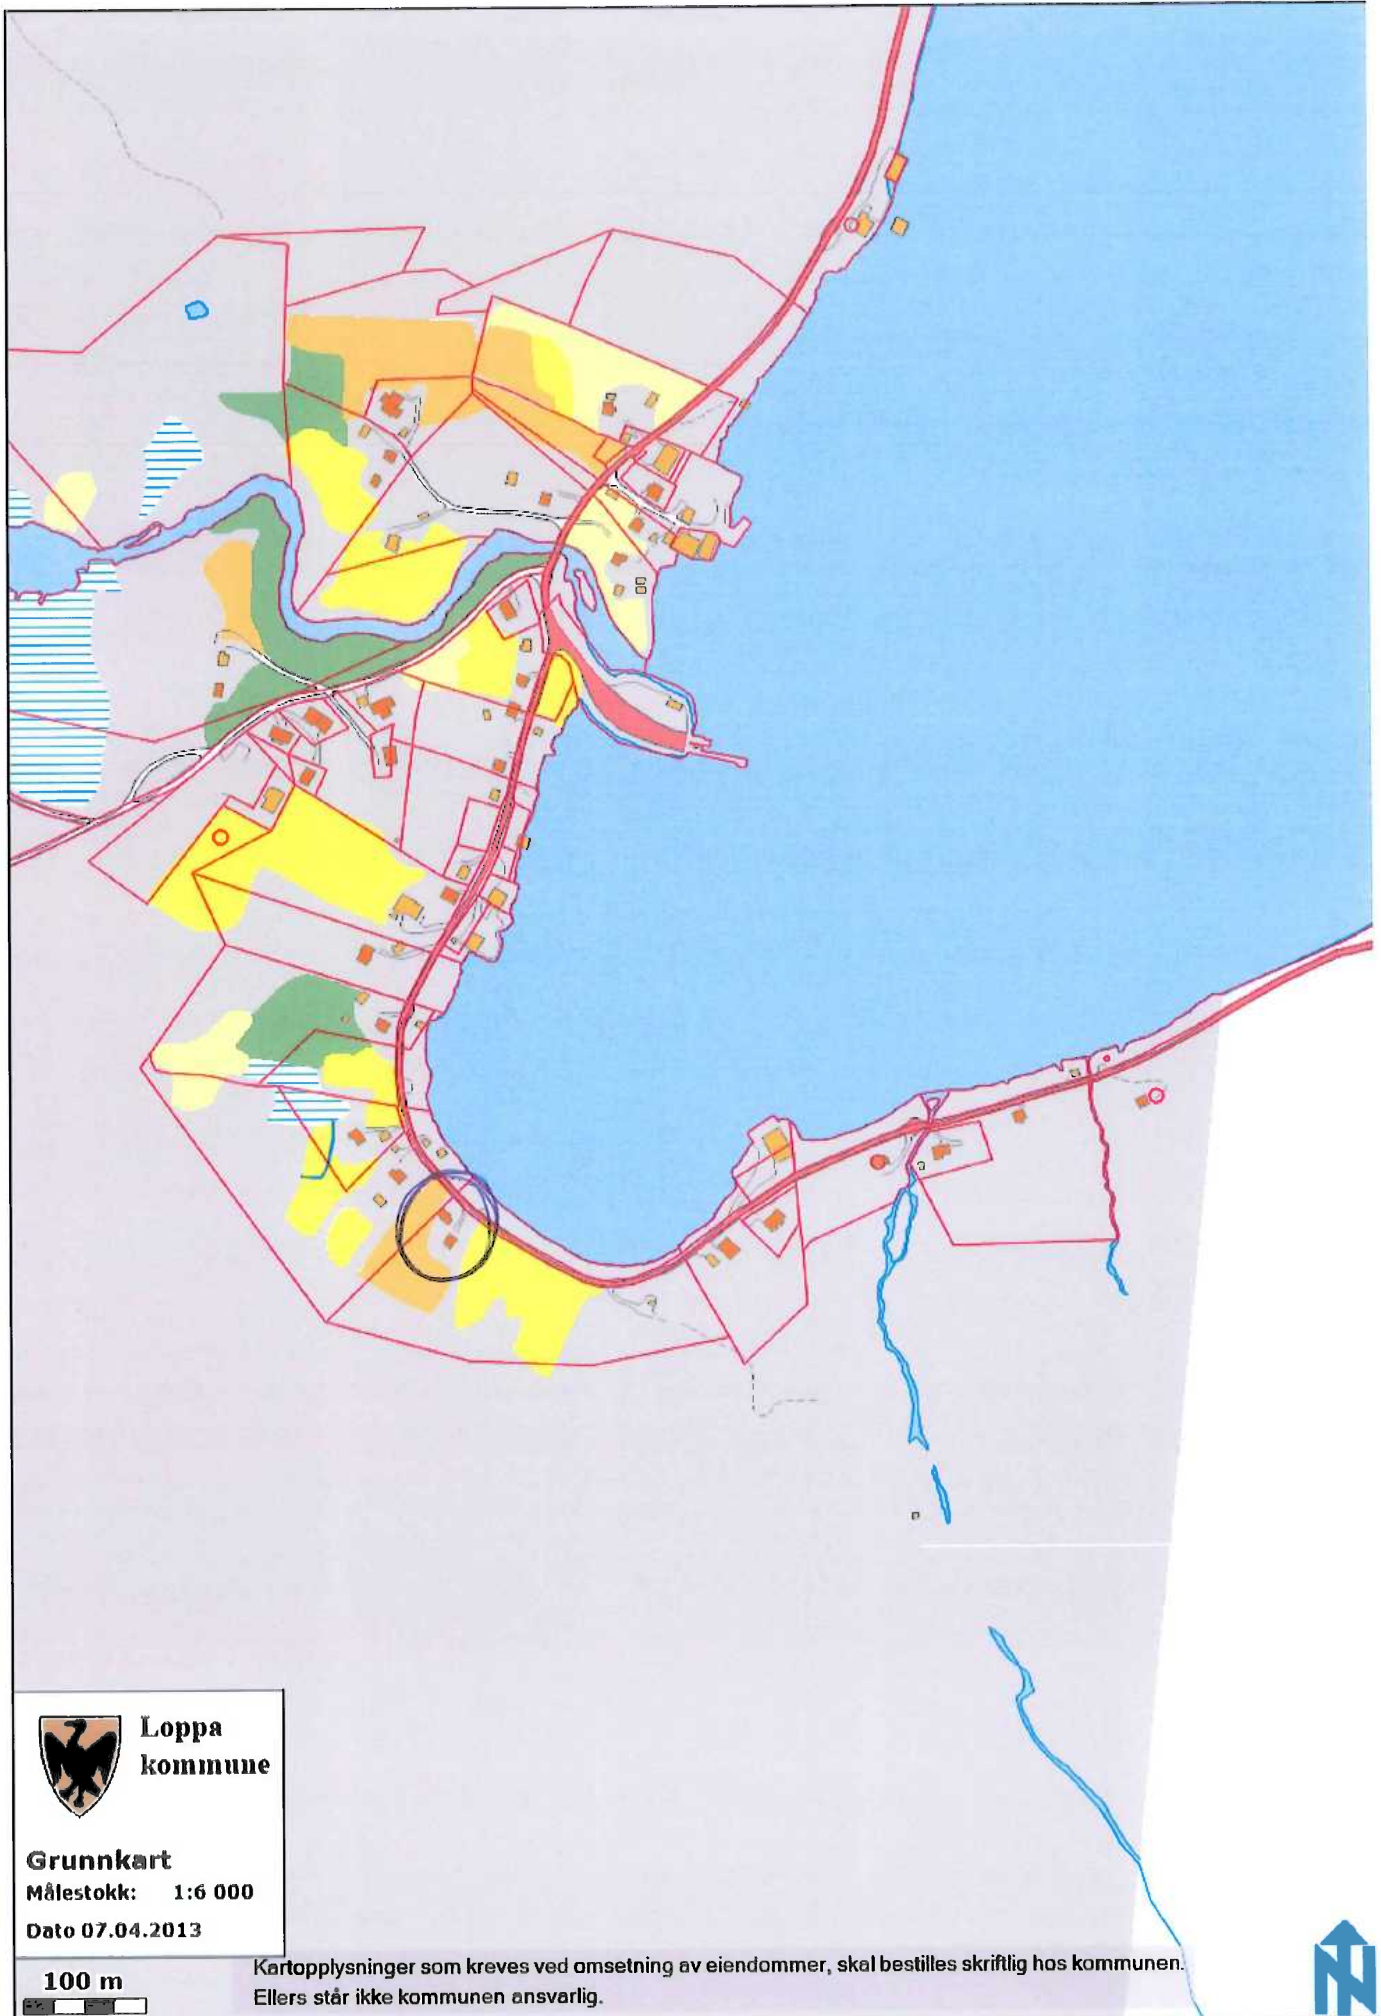 Loppa
kommune
Grunnkart
Målestokk: 1:6 000
Dato 07.04.2013
100 m
Kartopplysninger som kreves ved omsetning av eiendommer, skal bestilles skriftlig hos kommunen.
Ellers står ikke kommunen ansvarlig.
N